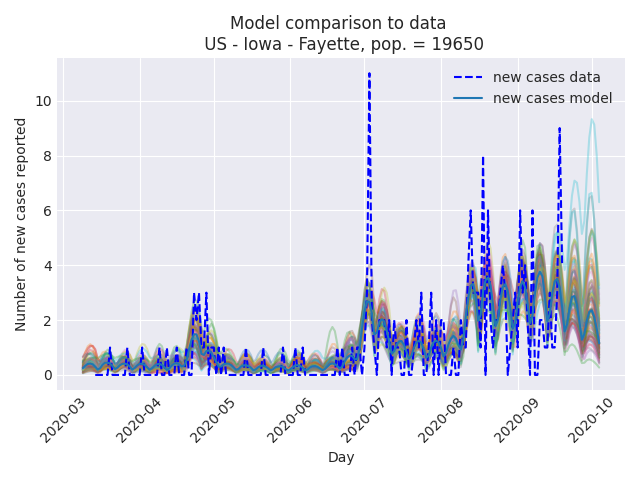 Model comparison to data
US - Iowa - Fayette, pop. = 19650
new cases data
new cases model
Number of new cases reported
10
8
6
4
2
0
2020-03
2020-04
2020-05
2020-06
2020-07
2020-08
2020-09
2020-10
Day